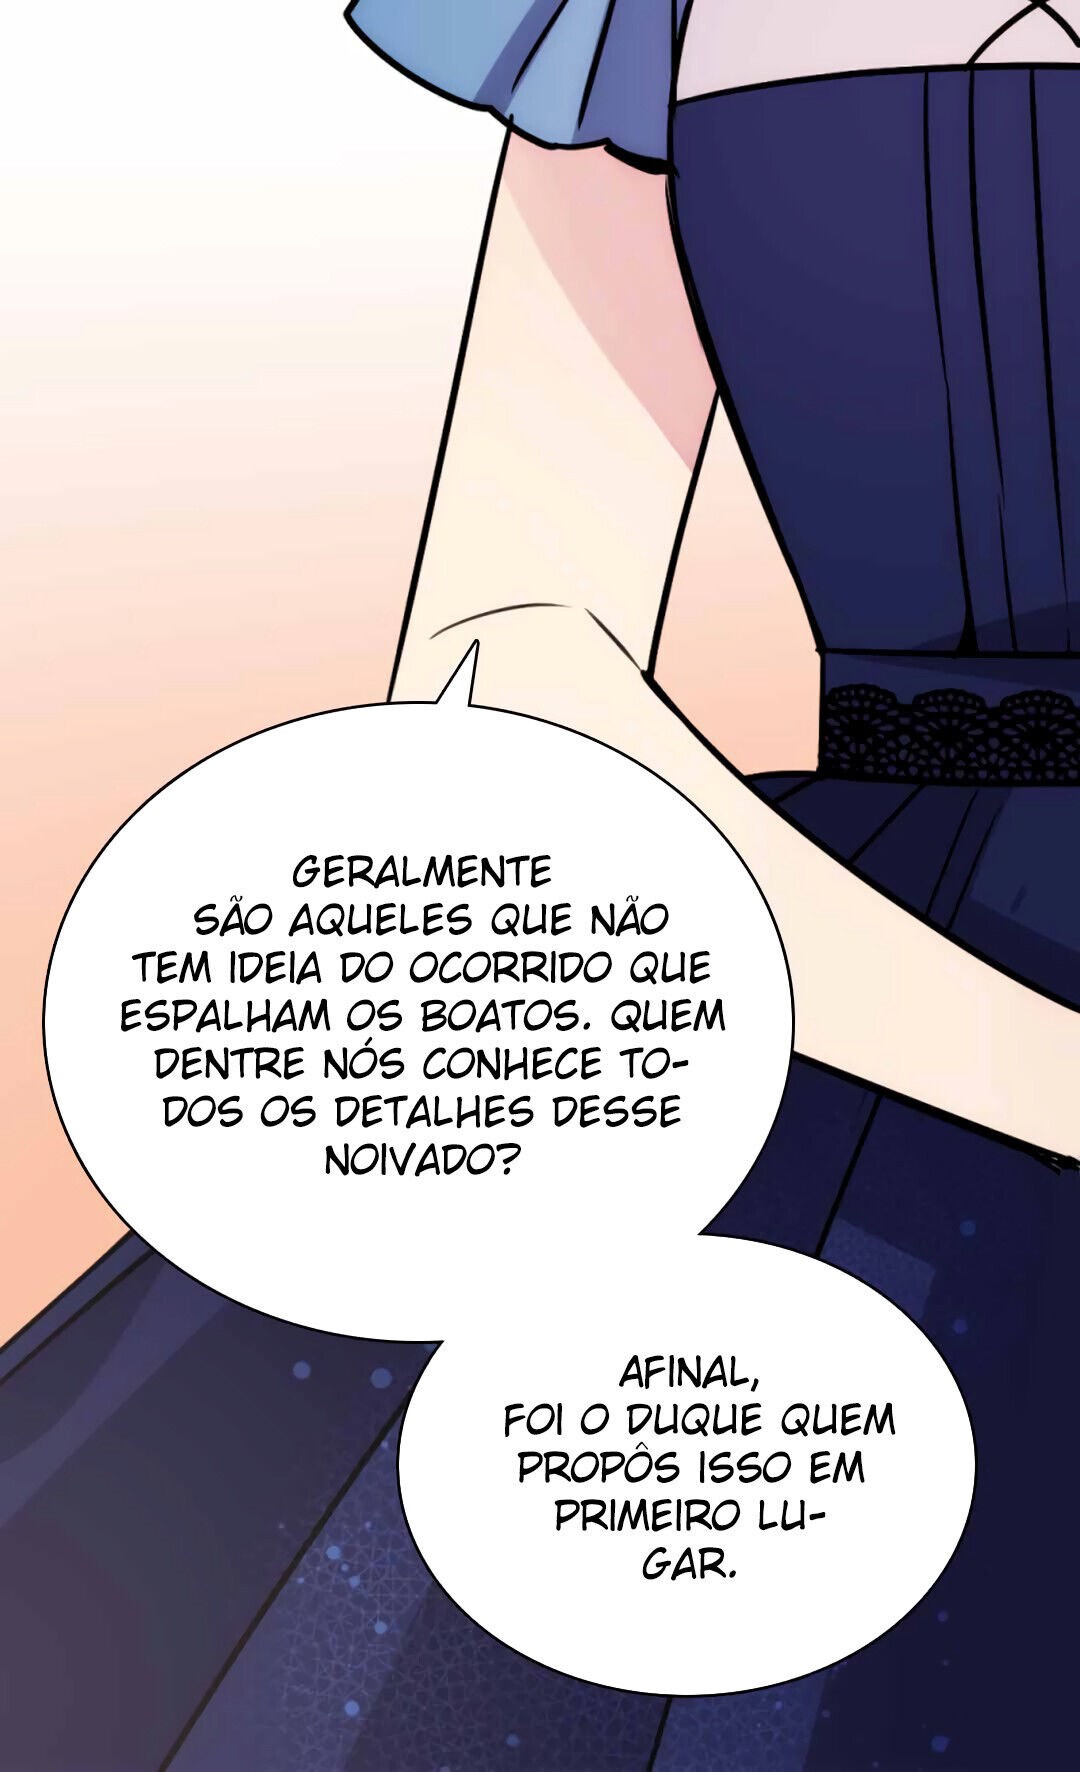 GERALMENTE
SÃO AQUELES QUE NÃO
TEM IDEIA DO OCORRIDO QUE
ESPALHAM OS BOATOS. QUEM
DENTRE NÓS CONHECE TO-
DOS OS DETALHES DESSE
NOIVADO?
AFINAL,
FOI O DUQUE QUEM
PROPÔS ISSO EM
PRIMEIRO LU-
GAR.